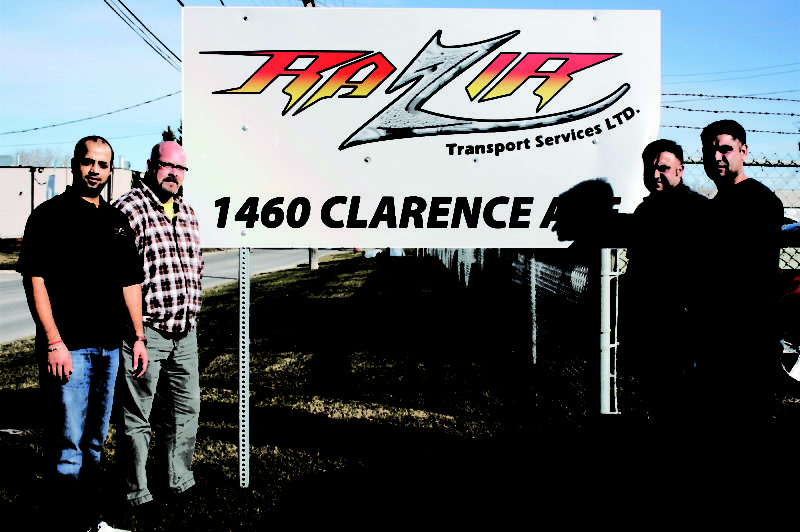 RAZIR
Transport Services LTD.
1460 CLARENCE